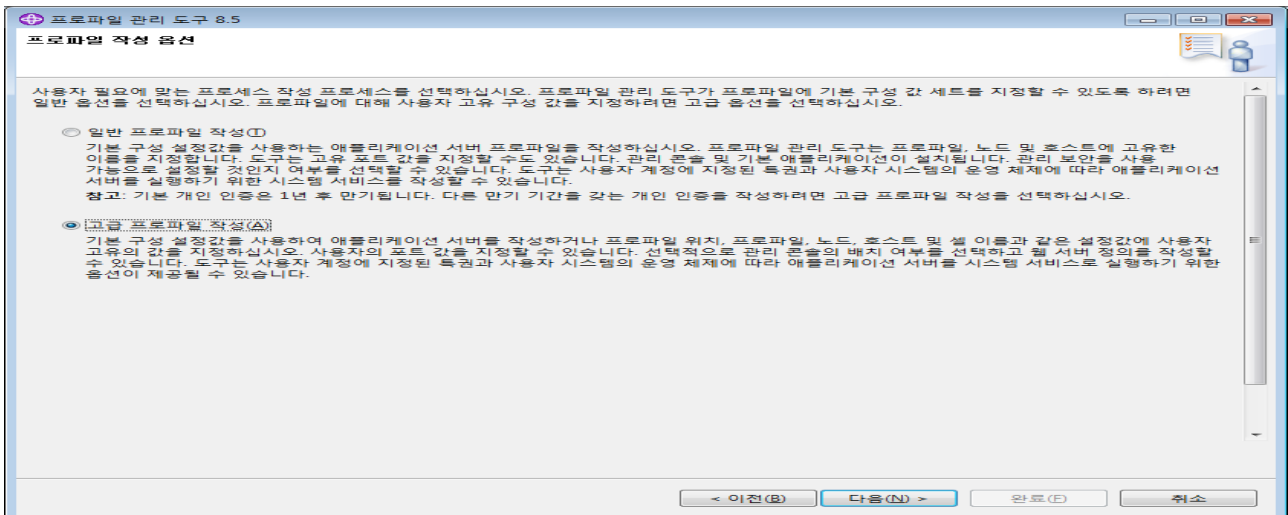 프로파일 관리 도구 8.5
프로파일 작성 옵션
사용자 필요에 맞는 프로세스 작성 프로세스를 선택하십시오. 프로파일 관리 도구가 프로파일에 기본 구성 값 세트를 지정할 수 있도록 하려면
일반 옵션을 선택하십시오. 프로파일에 대해 사용자 고유 구성 값을 지정하려면 고급 옵션을 선택하십시오.
일반 프로파일 작성(T)
기본 구성 설정값을 사용하는 애플리케이션 서버 프로파일을 작성하십시오. 프로파일 관리 도구는 프로파일, 노드 및 호스트에 고유한
이름을 지정합니다. 도구는 고유 포트 값을 지정할 수도 있습니다. 관리 콘솔 및 기본 애플리케이션이 설치됩니다. 관리 보안을 사용
가능으로 설정할 것인지 여부를 선택할 수 있습니다. 도구는 사용자 계정에 지정된 특권과 사용자 시스템의 운영 체제에 따라 애플리케이션
서버를 실행하기 위한 시스템 서비스를 작성할 수 있습니다.
참고: 기본 개인 인증은 1년 후 만기됩니다. 다른 만기 기간을 갖는 개인 인증을 작성하려면 고급 프로파일 작성을 선택하십시오.
고급 프로파일 작성(A)
기본 구성 설정값을 사용하여 애플리케이션 서버를 작성하거나 프로파일 위치, 프로파일, 노드, 호스트 및 셀 이름과 같은 설정값에 사용자
고유의 값을 지정하십시오. 사용자의 포트 값을 지정할 수 있습니다. 선택적으로 관리 콘솔의 배치 여부를 선택하고 웹 서버 정의를 작성할
수 있습니다. 도구는 사용자 계정에 지정된 특권과 사용자 시스템의 운영 체제에 따라 애플리케이션 서버를 시스템 서비스로 실행하기 위한
옵션이 제공될 수 있습니다.
< 이전(B) 다음(N) > 완료(F) 취소